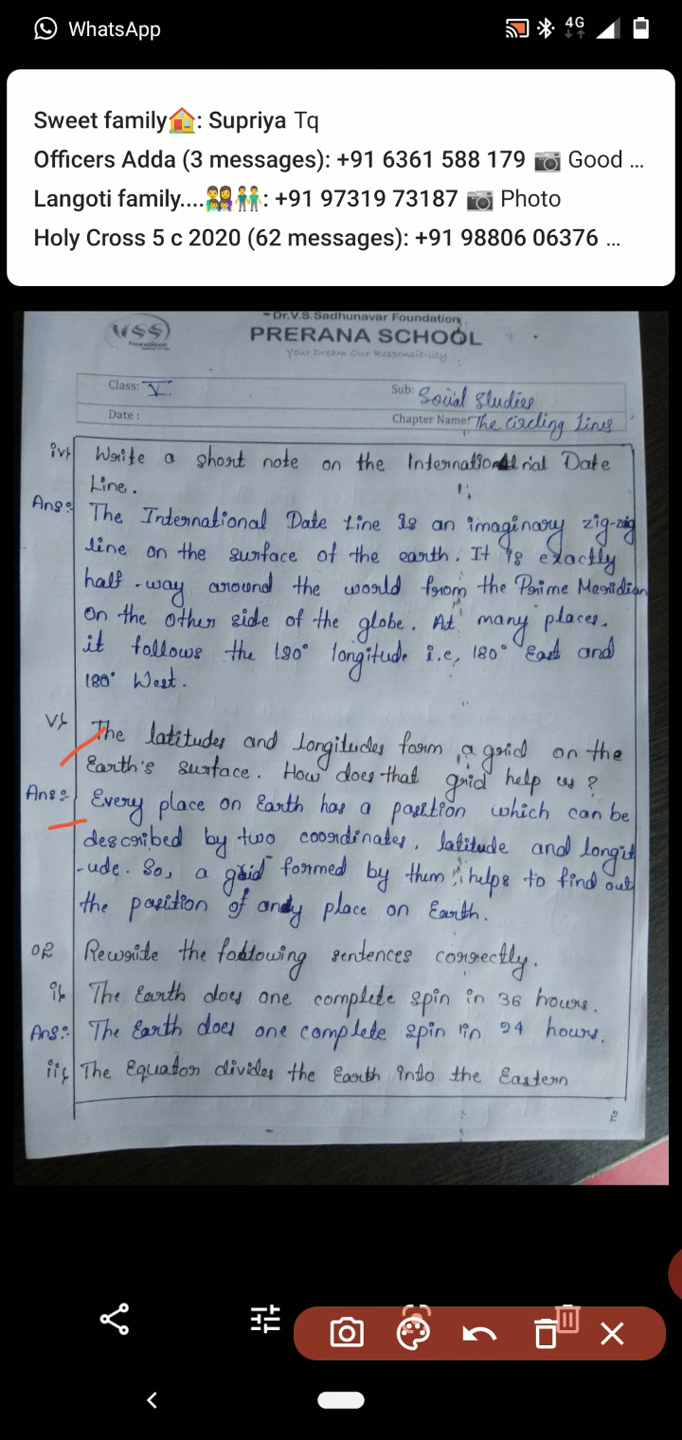 WhatsApp
4G
Sweet family🏠: Supriya Tq
Officers Adda (3 messages): +91 6361 588 179 📷 Good ...
Langoti family....👨‍👩‍👧‍👦👬: +91 97319 73187 📷 Photo
Holy Cross 5 c 2020 (62 messages): +91 98806 06376 ...
Dr.V.S.Sadhunavar Foundation
VSS
Foundation
PRERANA SCHOOL
Your Dream Our Responsibility
Class: V
Sub: Social Studies
Date :
Chapter Name: The Circling Lines
iv) Write a short note on the International Date
Line.
Ans:- The International Date Line is an imaginary zig-zig
line on the surface of the earth. It is exactly
half-way around the world from the Prime Meridian
on the other side of the globe. At many places.
it follows the 180° longitude i.e, 180° East and
180° West.
v) The latitudes and longitudes form a grid on the
Earth's surface. How does that grid help us?
Ans:- Every place on Earth has a position which can be
described by two coordinates, latitude and longit
-ude. So, a grid formed by them helps to find out
the position of any place on Earth.
02 Rewrite the following sentences correctly.
i) The Earth does one complete spin in 36 hours.
Ans:- The Earth does one complete spin in 24 hours.
ii) The Equator divides the Earth into the Eastern
2